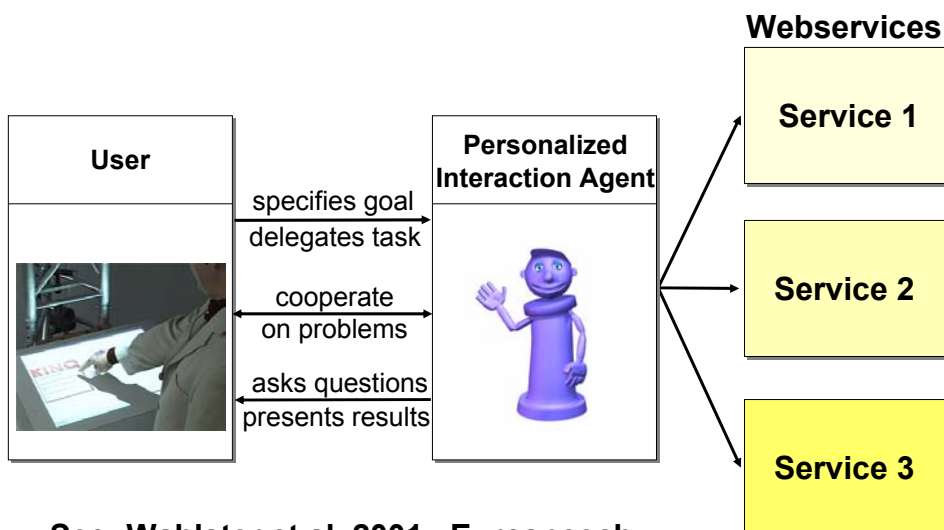 Webservices
Service 1
User
Personalized
Interaction Agent
specifies goal
delegates task
Service 2
cooperate
on problems
KINO
asks questions
presents results
Service 3